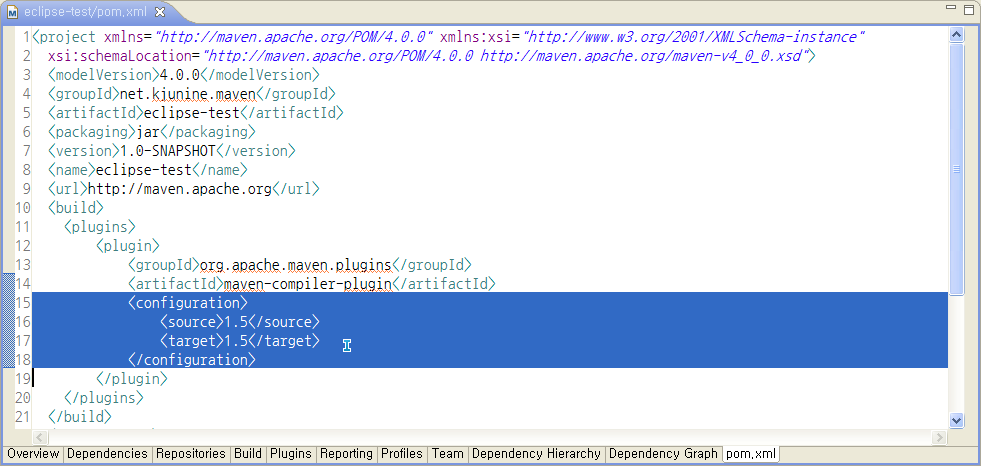 eclipse-test/pom.xml
1 <project xmlns="http://maven.apache.org/POM/4.0.0" xmlns:xsi="http://www.w3.org/2001/XMLSchema-instance"
2 xsi:schemaLocation="http://maven.apache.org/POM/4.0.0 http://maven.apache.org/maven-v4_0_0.xsd">
3 <modelVersion>4.0.0</modelVersion>
4 <groupId>net.kjunine.maven</groupId>
5 <artifactId>eclipse-test</artifactId>
6 <packaging>jar</packaging>
7 <version>1.0-SNAPSHOT</version>
8 <name>eclipse-test</name>
9 <url>http://maven.apache.org</url>
10 <build>
11 <plugins>
12 <plugin>
13 <groupId>org.apache.maven.plugins</groupId>
14 <artifactId>maven-compiler-plugin</artifactId>
15 <configuration>
16 <source>1.5</source>
17 <target>1.5</target>
18 </configuration>
19 </plugin>
20 </plugins>
21 </build>
Overview Dependencies Repositories Build Plugins Reporting Profiles Team Dependency Hierarchy Dependency Graph pom.xml